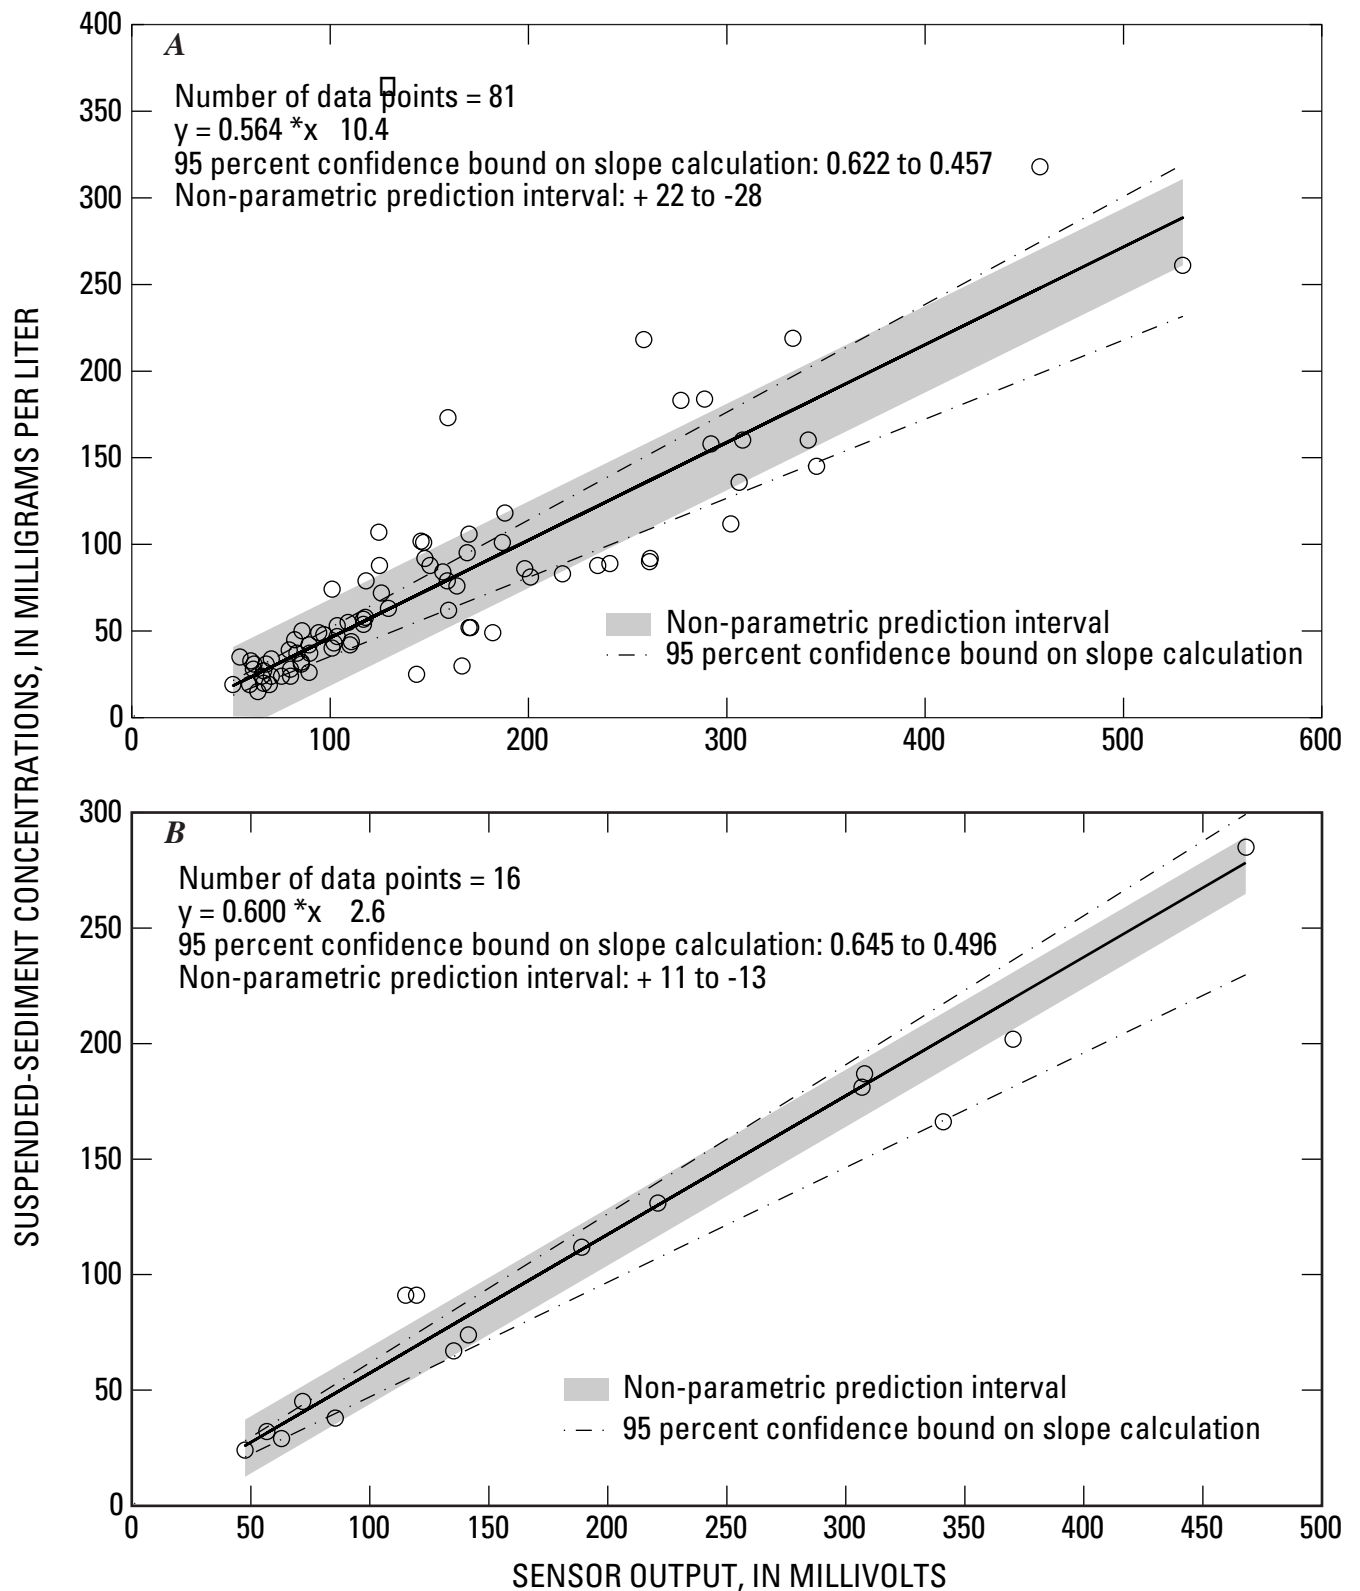 SUSPENDED-SEDIMENT CONCENTRATIONS, IN MILLIGRAMS PER LITER
400
350
300
250
200
150
100
50
0
A
Number of data points = 81
y = 0.564 *x 10.4
95 percent confidence bound on slope calculation: 0.622 to 0.457
Non-parametric prediction interval: + 22 to -28
Non-parametric prediction interval
95 percent confidence bound on slope calculation
0 100 200 300 400 500 600
300
250
200
150
100
50
0
B
Number of data points = 16
y = 0.600 *x 2.6
95 percent confidence bound on slope calculation: 0.645 to 0.496
Non-parametric prediction interval: + 11 to -13
Non-parametric prediction interval
95 percent confidence bound on slope calculation
0 50 100 150 200 250 300 350 400 450 500
SENSOR OUTPUT, IN MILLIVOLTS